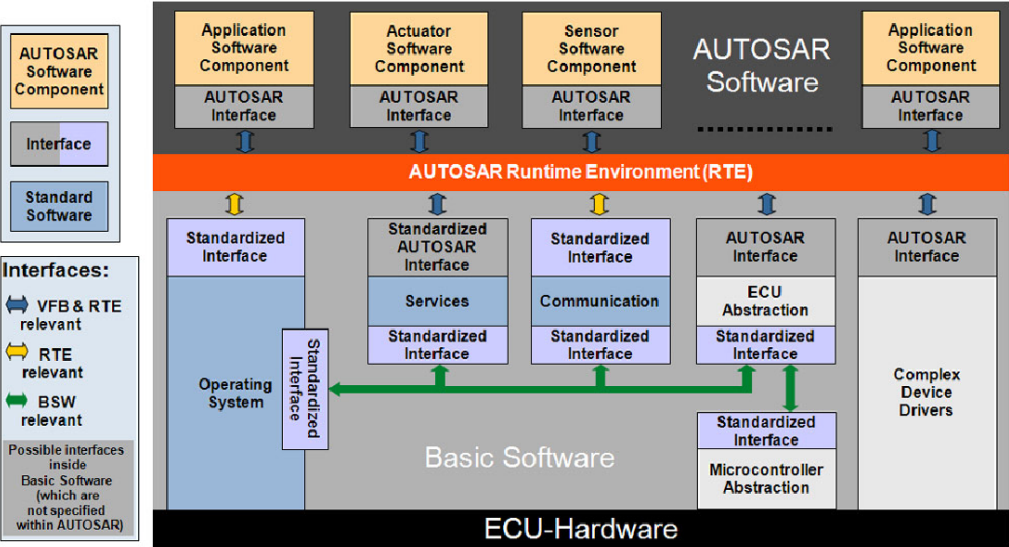 AUTOSAR
Software
Component
Interface
Standard
Software
Interfaces:
VFB & RTE
relevant
RTE
relevant
BSW
relevant
Possible interfaces
inside
Basic Software
(which are
not specified
within AUTOSAR)
Application
Software
Component
AUTOSAR
Interface
Actuator
Software
Component
AUTOSAR
Interface
Sensor
Software
Component
AUTOSAR
Interface
AUTOSAR
Software
Application
Software
Component
AUTOSAR
Interface
AUTOSAR Runtime Environment (RTE)
Standardized
Interface
Operating
System
Standardized
Interface
Standardized
AUTOSAR
Interface
Services
Standardized
Interface
Standardized
Interface
Communication
Standardized
Interface
AUTOSAR
Interface
ECU
Abstraction
Standardized
Interface
Standardized
Interface
Microcontroller
Abstraction
AUTOSAR
Interface
Complex
Device
Drivers
Basic Software
ECU-Hardware